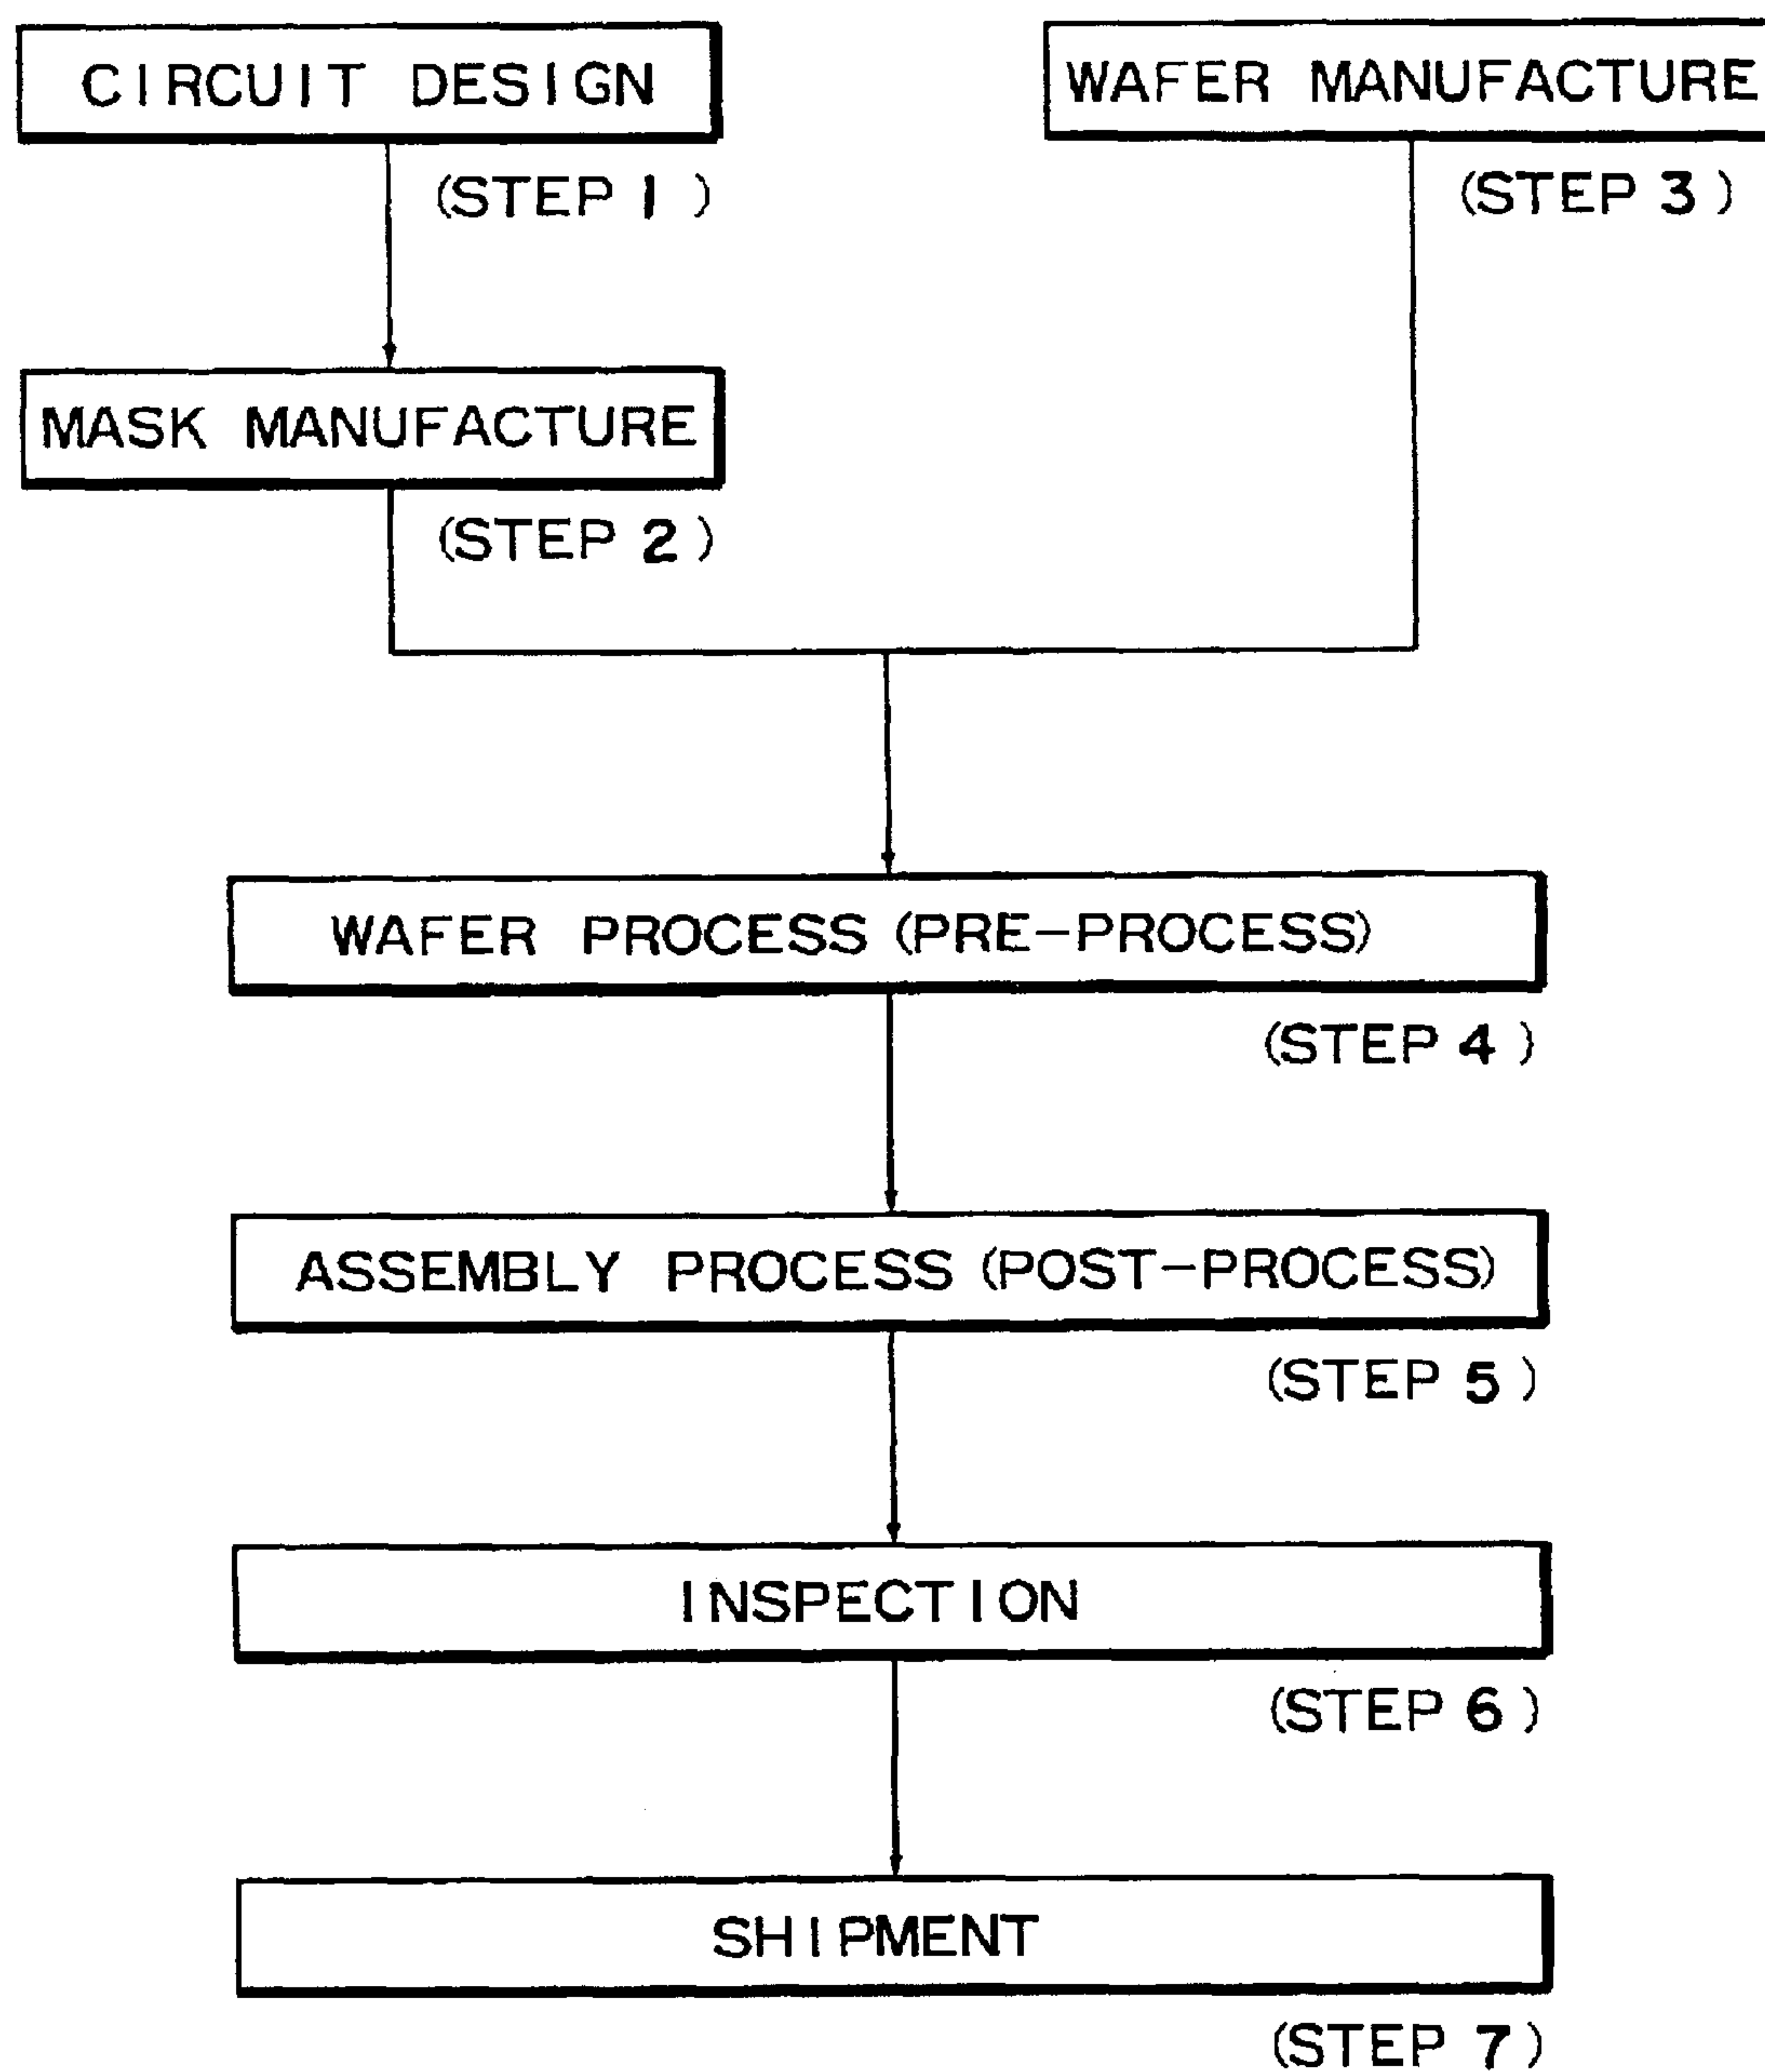 CIRCUIT DESIGN
(STEP 1)
WAFER MANUFACTURE
(STEP 3)
MASK MANUFACTURE
(STEP 2)
WAFER PROCESS (PRE-PROCESS)
(STEP 4)
ASSEMBLY PROCESS (POST-PROCESS)
(STEP 5)
INSPECTION
(STEP 6)
SHIPMENT
(STEP 7)